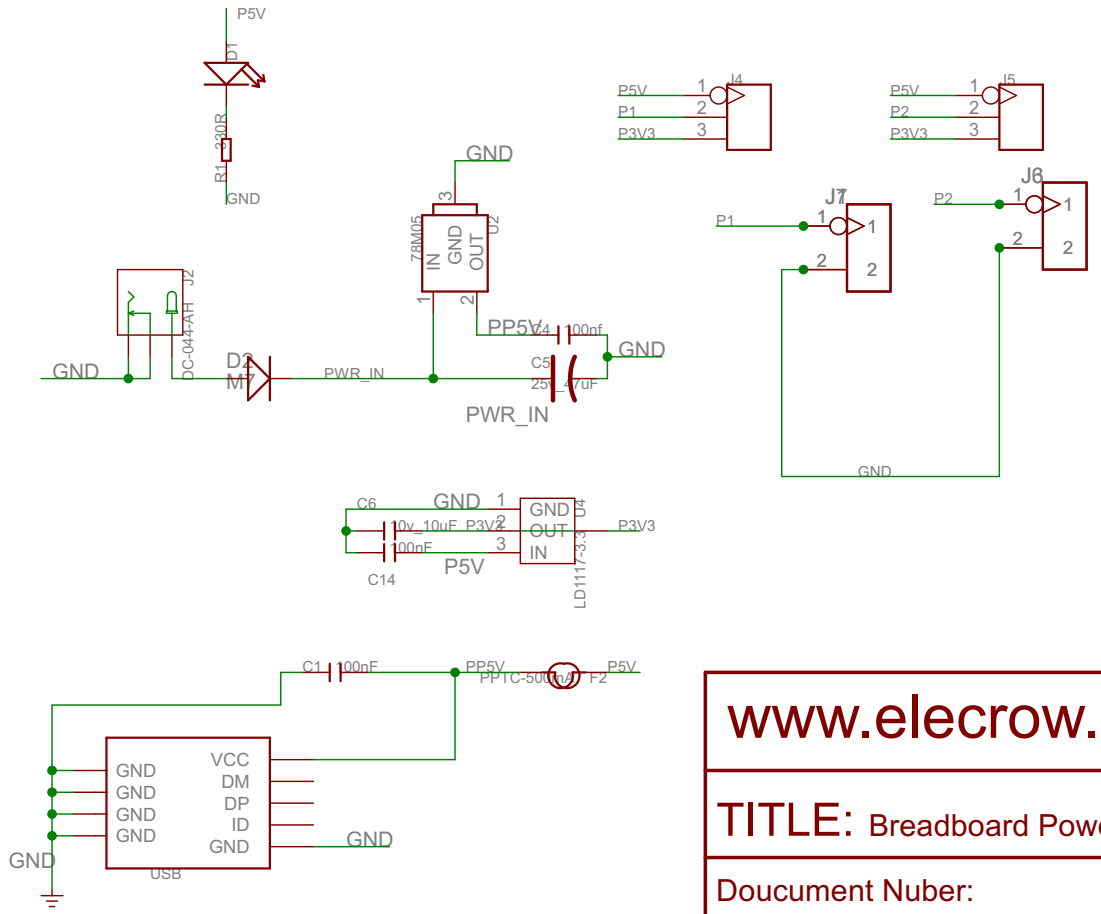 P5V
D1
330R
R1
GND
J4
P5V 1
P1 2
P3V3 3
J5
P5V 1
P2 2
P3V3 3
GND
3
78M05
IN
GND
OUT
U2
1
2
P1
1 1
2 2
J6
P2
1 1
2 2
GND
J2
DC-044-AH
GND
D2
M7
PWR_IN
PP5V
C4 100nf
GND
C5
25v_47uF
PWR_IN
C6
GND 1 GND
10v_10uF P3V3 2 OUT P3V3
100nF 3 IN
P5V
C14
U4
LD1117-3.3
C1 100nF
PP5V
PPTC-500mA F2
P5V
GND VCC
GND DM
GND DP
GND ID
GND GND
GND
USB
www.elecrow.
TITLE: Breadboard Powe
Doucument Nuber: